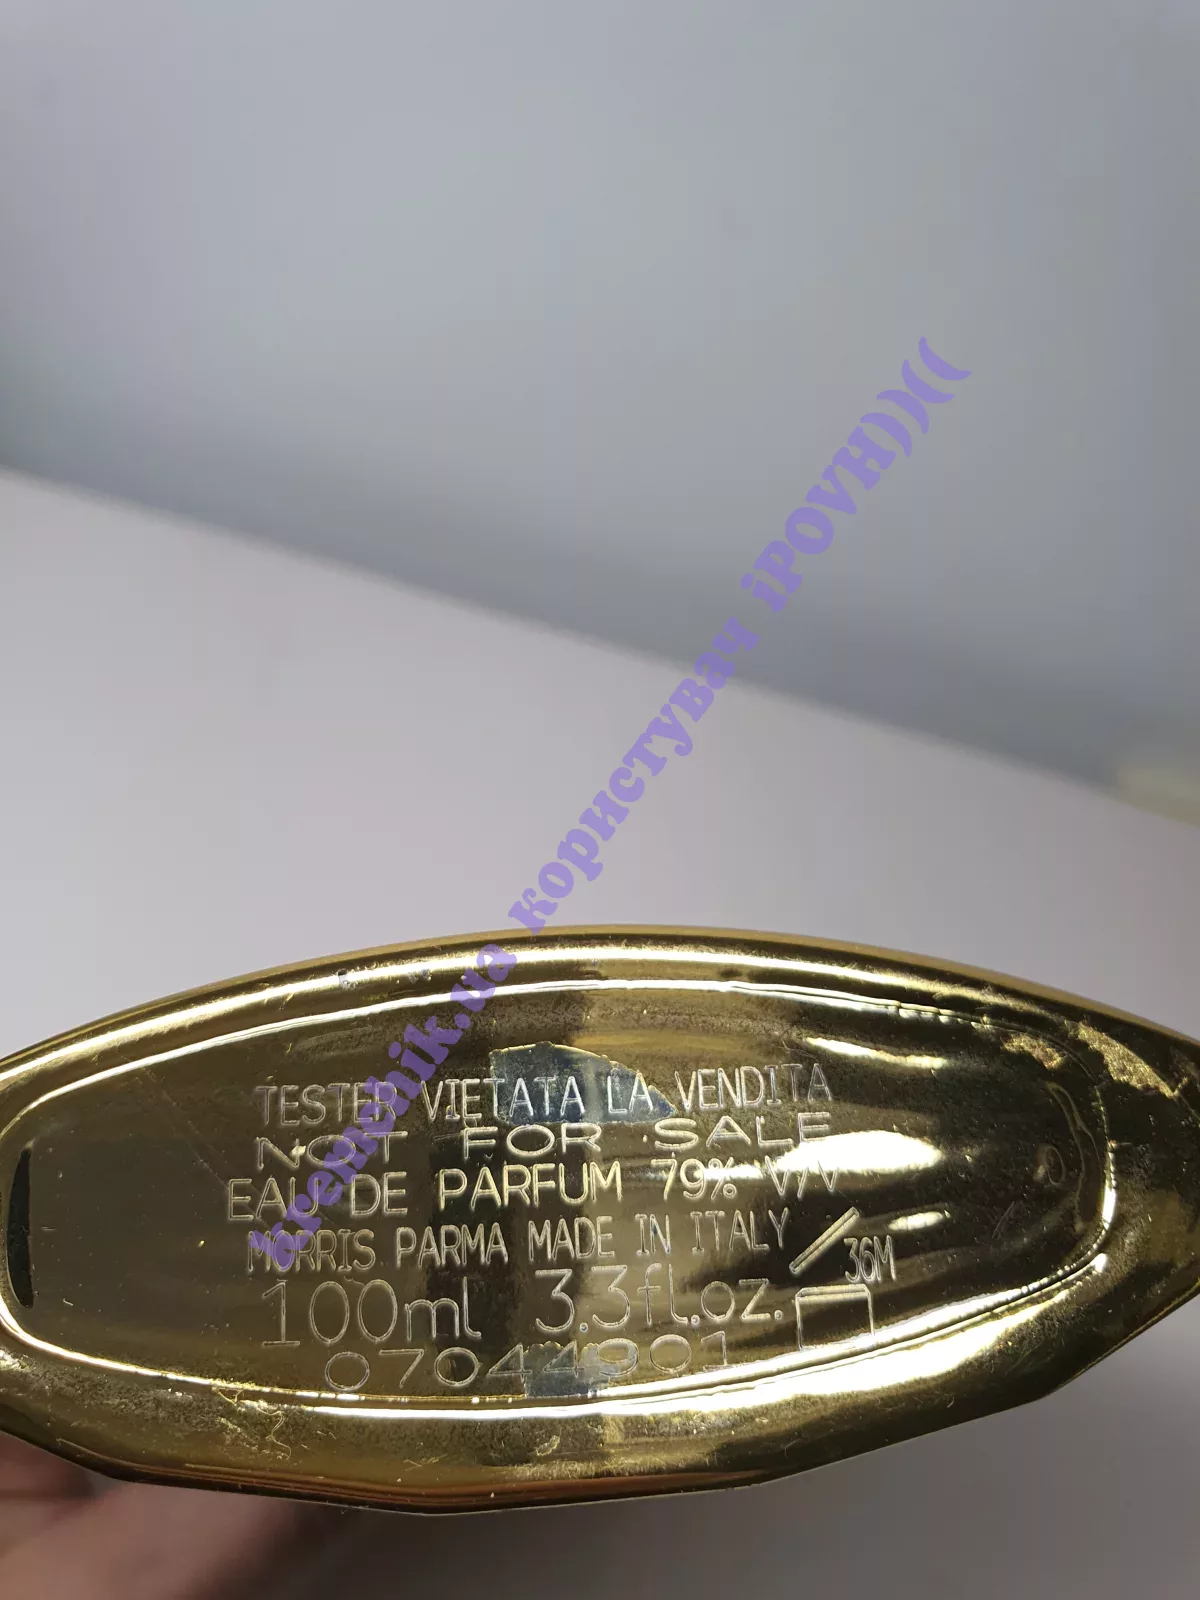 TESTER VIETATA LA VENDITA
NOT FOR SALE
EAU DE PARFUM 79% V/V
MORRIS PARMA MADE IN ITALY
36M
100ml 3.3fl.oz.
07044901
biremchik.ua користувач iPOVH))((